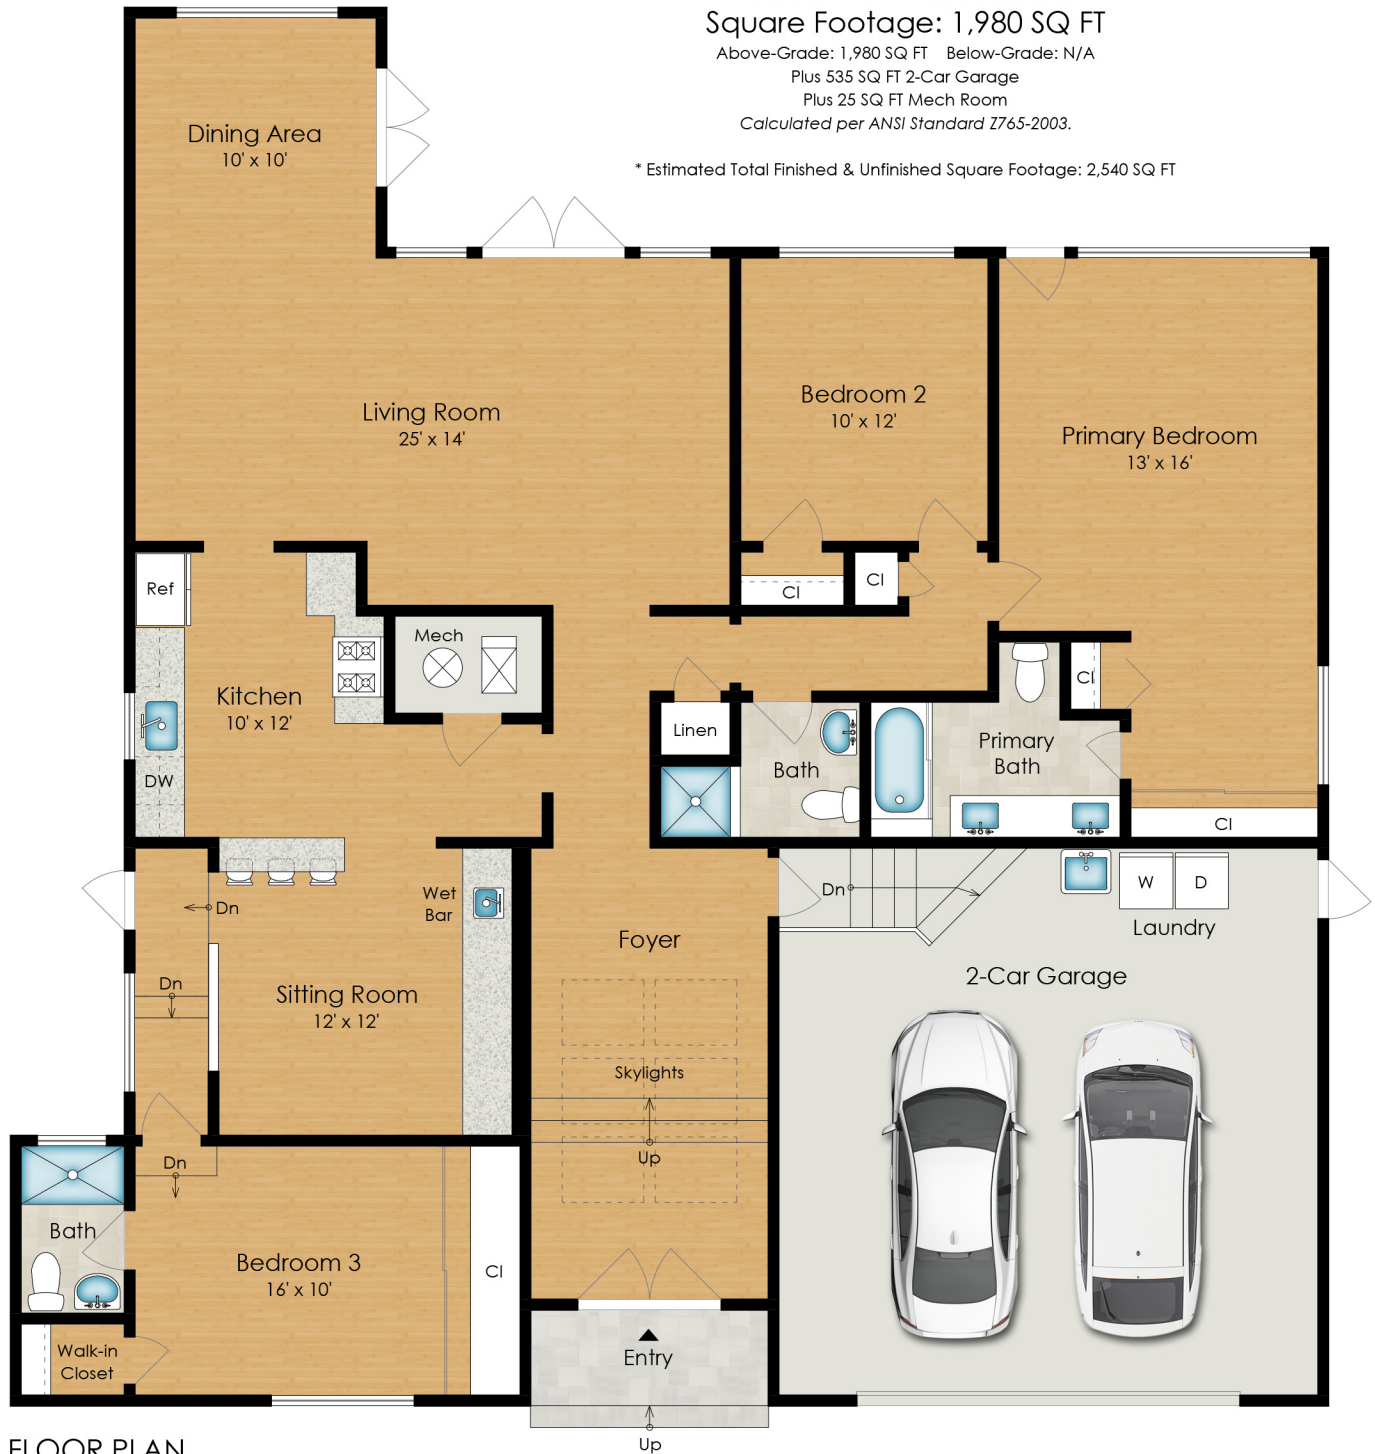 Square Footage: 1,980 SQ FT
Above-Grade: 1,980 SQ FT Below-Grade: N/A
Plus 535 SQ FT 2-Car Garage
Plus 25 SQ FT Mech Room
Calculated per ANSI Standard Z765-2003.
* Estimated Total Finished & Unfinished Square Footage: 2,540 SQ FT
Dining Area
10' x 10'
Living Room
25' x 14'
Bedroom 2
10' x 12'
Primary Bedroom
13' x 16'
Ref
Cl
Cl
Mech
Kitchen
10' x 12'
DW
Linen
Bath
Primary
Bath
Cl
Cl
Wet
Bar
Dn
Dn
Sitting Room
12' x 12'
Foyer
Skylights
Up
Dn
W
D
Laundry
2-Car Garage
Dn
Bath
Bedroom 3
16' x 10'
Cl
Walk-in
Closet
Entry
Up
FLOOR PLAN